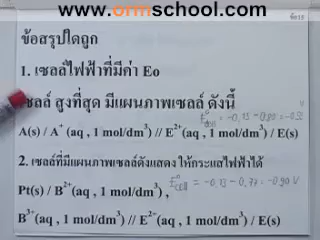 www.ormschool.com
ข้อ15
ข้อสรุปใดถูก
1. เซลล์ไฟฟ้าที่มีค่า Eo
เซลล์ สูงที่สุด มีแผนภาพเซลล์ ดังนี้
A(s) / A⁺ (aq , 1 mol/dm³) // E²⁺(aq , 1 mol/dm³) / E(s)
2. เซลล์ที่มีแผนภาพเซลล์ดังแสดง ให้กระแสไฟฟ้าได้
Pt(s) / B²⁺(aq , 1 mol/dm³) ,
B³⁺(aq , 1 mol/dm³) // E²⁺(aq , 1 mol/dm³) / E(s)